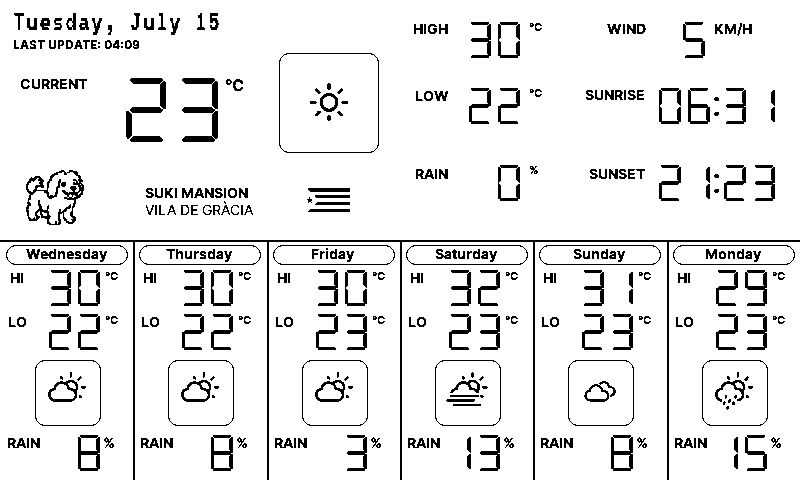 Tuesday, July 15
LAST UPDATE: 04:09
CURRENT 23 °C
SUKI MANSION
VILA DE GRÀCIA
HIGH 30 °C
LOW 22 °C
RAIN 0 %
WIND 5 KM/H
SUNRISE 06:31
SUNSET 21:23
Wednesday
HI 30 °C
LO 22 °C
RAIN 8 %
Thursday
HI 30 °C
LO 22 °C
RAIN 8 %
Friday
HI 30 °C
LO 23 °C
RAIN 3 %
Saturday
HI 32 °C
LO 23 °C
RAIN 13 %
Sunday
HI 31 °C
LO 23 °C
RAIN 8 %
Monday
HI 29 °C
LO 23 °C
RAIN 15 %